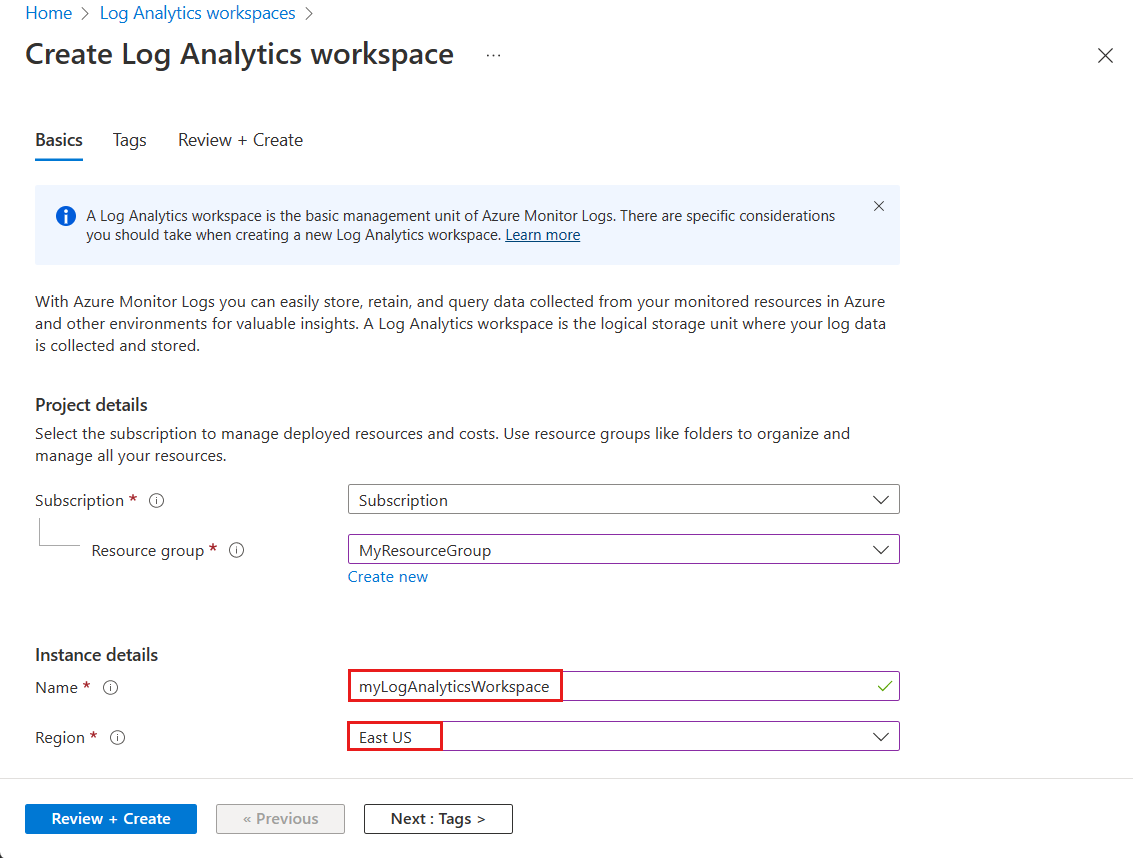 Home > Log Analytics workspaces >
Create Log Analytics workspace ...
Basics Tags Review + Create
A Log Analytics workspace is the basic management unit of Azure Monitor Logs. There are specific considerations
you should take when creating a new Log Analytics workspace. Learn more
With Azure Monitor Logs you can easily store, retain, and query data collected from your monitored resources in Azure
and other environments for valuable insights. A Log Analytics workspace is the logical storage unit where your log data
is collected and stored.
Project details
Select the subscription to manage deployed resources and costs. Use resource groups like folders to organize and
manage all your resources.
Subscription * Subscription
Resource group * MyResourceGroup
Create new
Instance details
Name * myLogAnalyticsWorkspace
Region * East US
Review + Create « Previous Next : Tags >